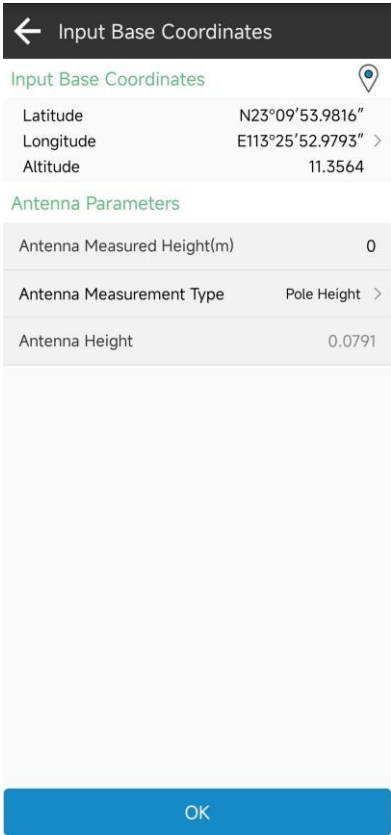 Input Base Coordinates
Input Base Coordinates
Latitude N23°09′53.9816″
Longitude E113°25′52.9793″ >
Altitude 11.3564
Antenna Parameters
Antenna Measured Height(m) 0
Antenna Measurement Type Pole Height >
Antenna Height 0.0791
OK